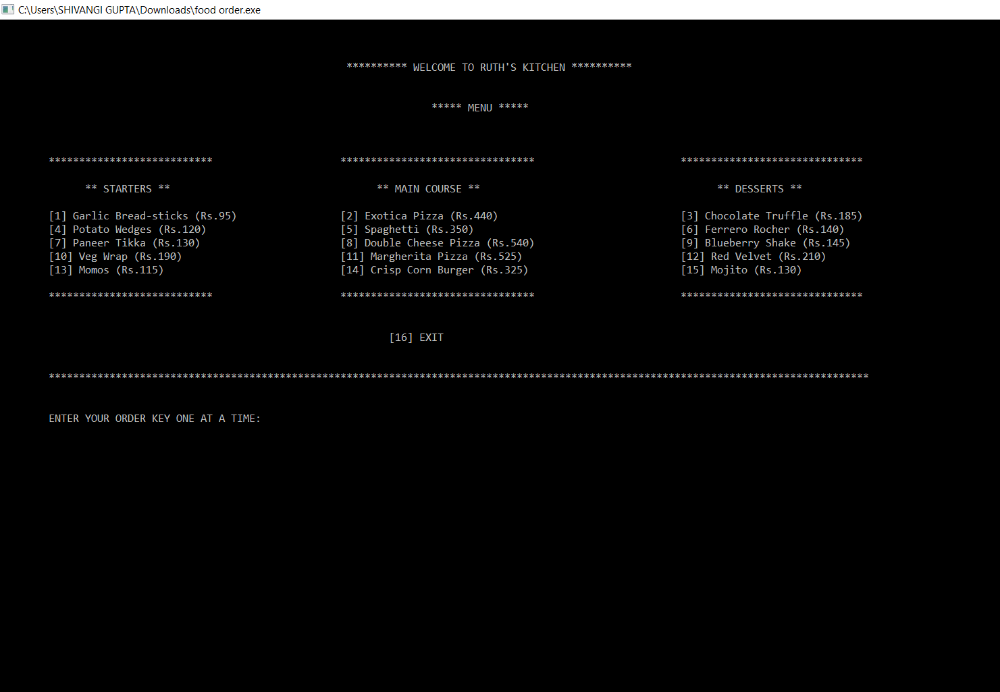 C:\Users\SHIVANGI GUPTA\Downloads\food order.exe
********** WELCOME TO RUTH'S KITCHEN **********
***** MENU *****
*************************** ******************************** ******************************
** STARTERS ** ** MAIN COURSE ** ** DESSERTS **
[1] Garlic Bread-sticks (Rs.95) [2] Exotica Pizza (Rs.440) [3] Chocolate Truffle (Rs.185)
[4] Potato Wedges (Rs.120) [5] Spaghetti (Rs.350) [6] Ferrero Rocher (Rs.140)
[7] Paneer Tikka (Rs.130) [8] Double Cheese Pizza (Rs.540) [9] Blueberry Shake (Rs.145)
[10] Veg Wrap (Rs.190) [11] Margherita Pizza (Rs.525) [12] Red Velvet (Rs.210)
[13] Momos (Rs.115) [14] Crisp Corn Burger (Rs.325) [15] Mojito (Rs.130)
*************************** ******************************** ******************************
[16] EXIT
***************************************************************************************************************************************
ENTER YOUR ORDER KEY ONE AT A TIME: